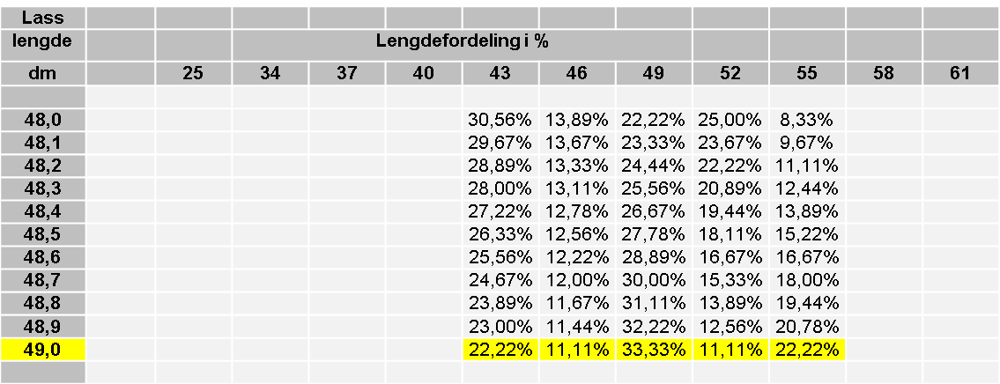 Lass
lengde Lengdefordeling i %
dm 25 34 37 40 43 46 49 52 55 58 61
48,0 30,56% 13,89% 22,22% 25,00% 8,33%
48,1 29,67% 13,67% 23,33% 23,67% 9,67%
48,2 28,89% 13,33% 24,44% 22,22% 11,11%
48,3 28,00% 13,11% 25,56% 20,89% 12,44%
48,4 27,22% 12,78% 26,67% 19,44% 13,89%
48,5 26,33% 12,56% 27,78% 18,11% 15,22%
48,6 25,56% 12,22% 28,89% 16,67% 16,67%
48,7 24,67% 12,00% 30,00% 15,33% 18,00%
48,8 23,89% 11,67% 31,11% 13,89% 19,44%
48,9 23,00% 11,44% 32,22% 12,56% 20,78%
49,0 22,22% 11,11% 33,33% 11,11% 22,22%